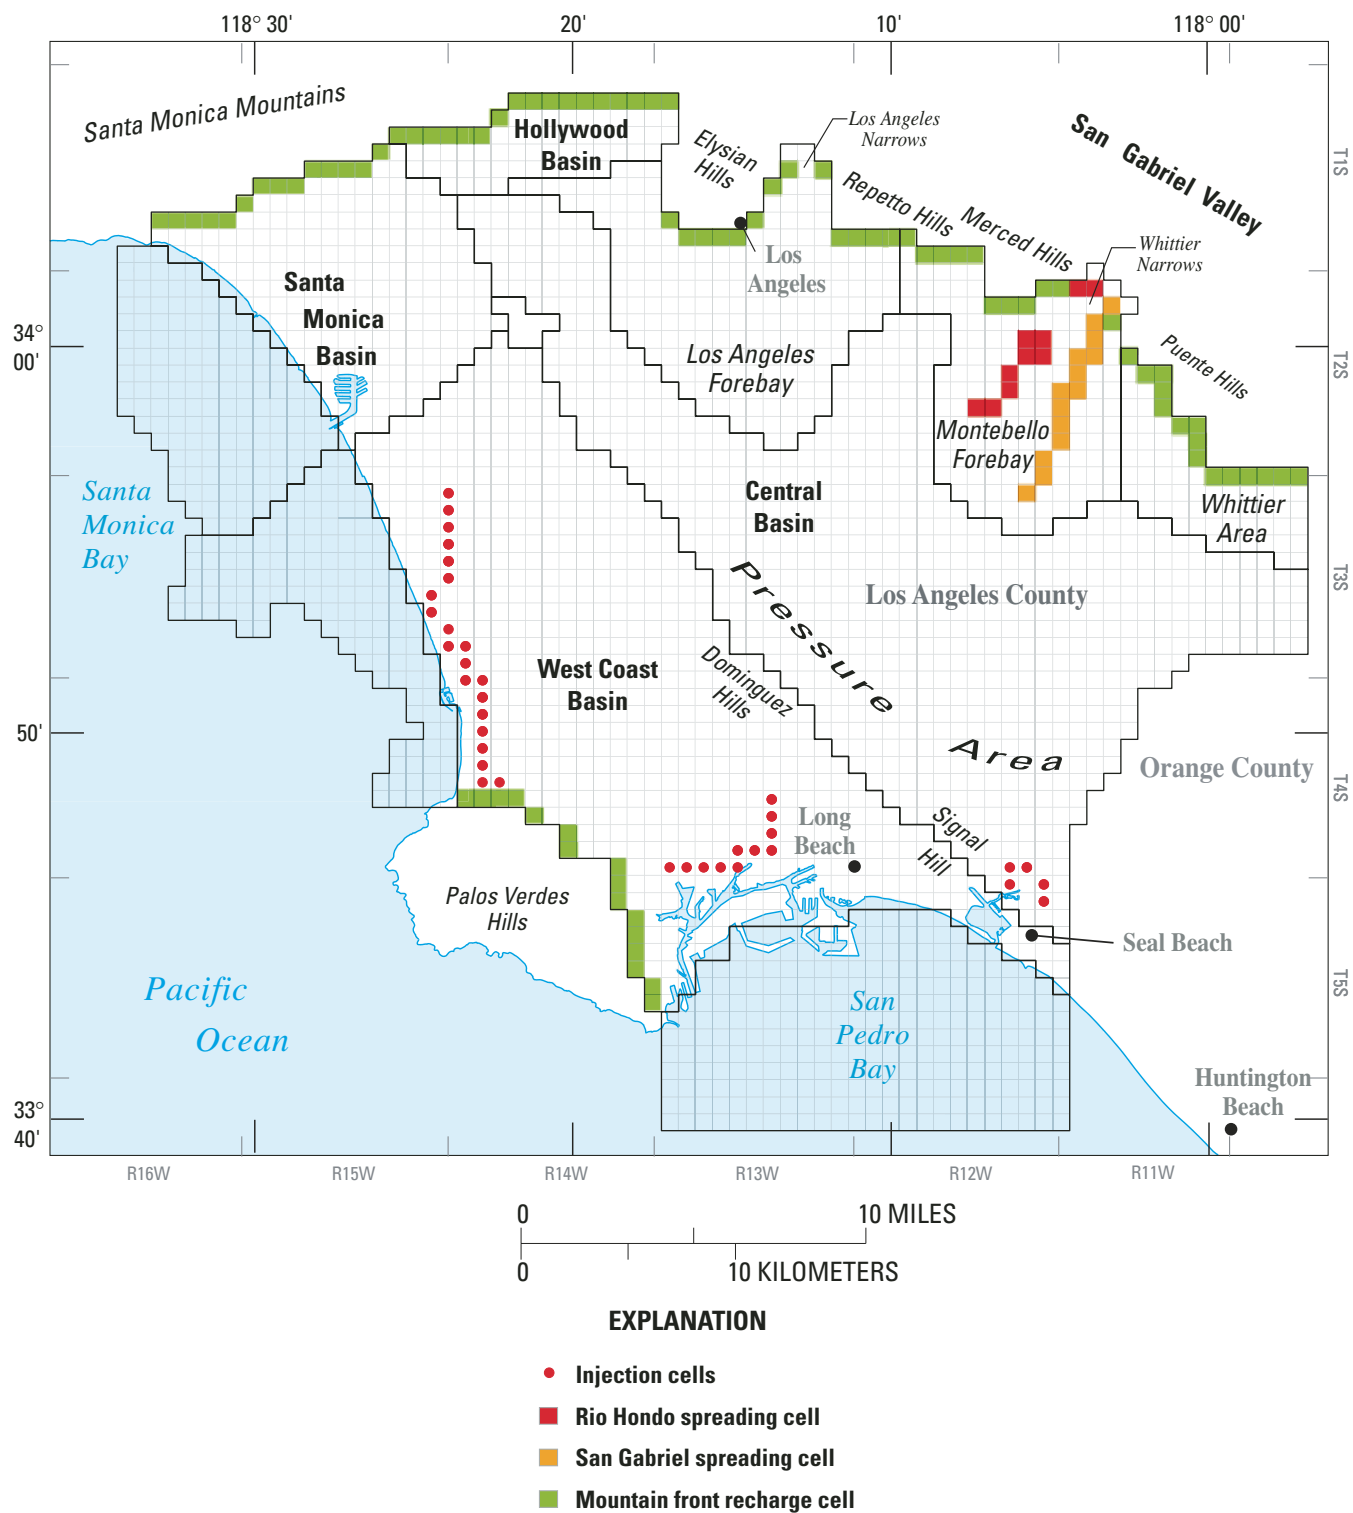 118° 30'
20'
10'
118° 00'
Santa Monica Mountains
Hollywood
Basin
Elysian
Hills
Los Angeles
Narrows
San Gabriel Valley
T1S
Repetto Hills
Merced Hills
Whittier
Narrows
Los
Angeles
Santa
Monica
Basin
34°
00'
Los Angeles
Forebay
Puente Hills
T2S
Montebello
Forebay
Santa
Monica
Bay
Central
Basin
Whittier
Area
Pressure
Area
Los Angeles County
T3S
West Coast
Basin
Dominguez
Hills
50'
Orange County
T4S
Long
Beach
Signal
Hill
Palos Verdes
Hills
Seal Beach
Pacific
Ocean
San
Pedro
Bay
T5S
Huntington
Beach
33°
40'
R16W
R15W
R14W
R13W
R12W
R11W
0
10 MILES
0
10 KILOMETERS
EXPLANATION
Injection cells
Rio Hondo spreading cell
San Gabriel spreading cell
Mountain front recharge cell